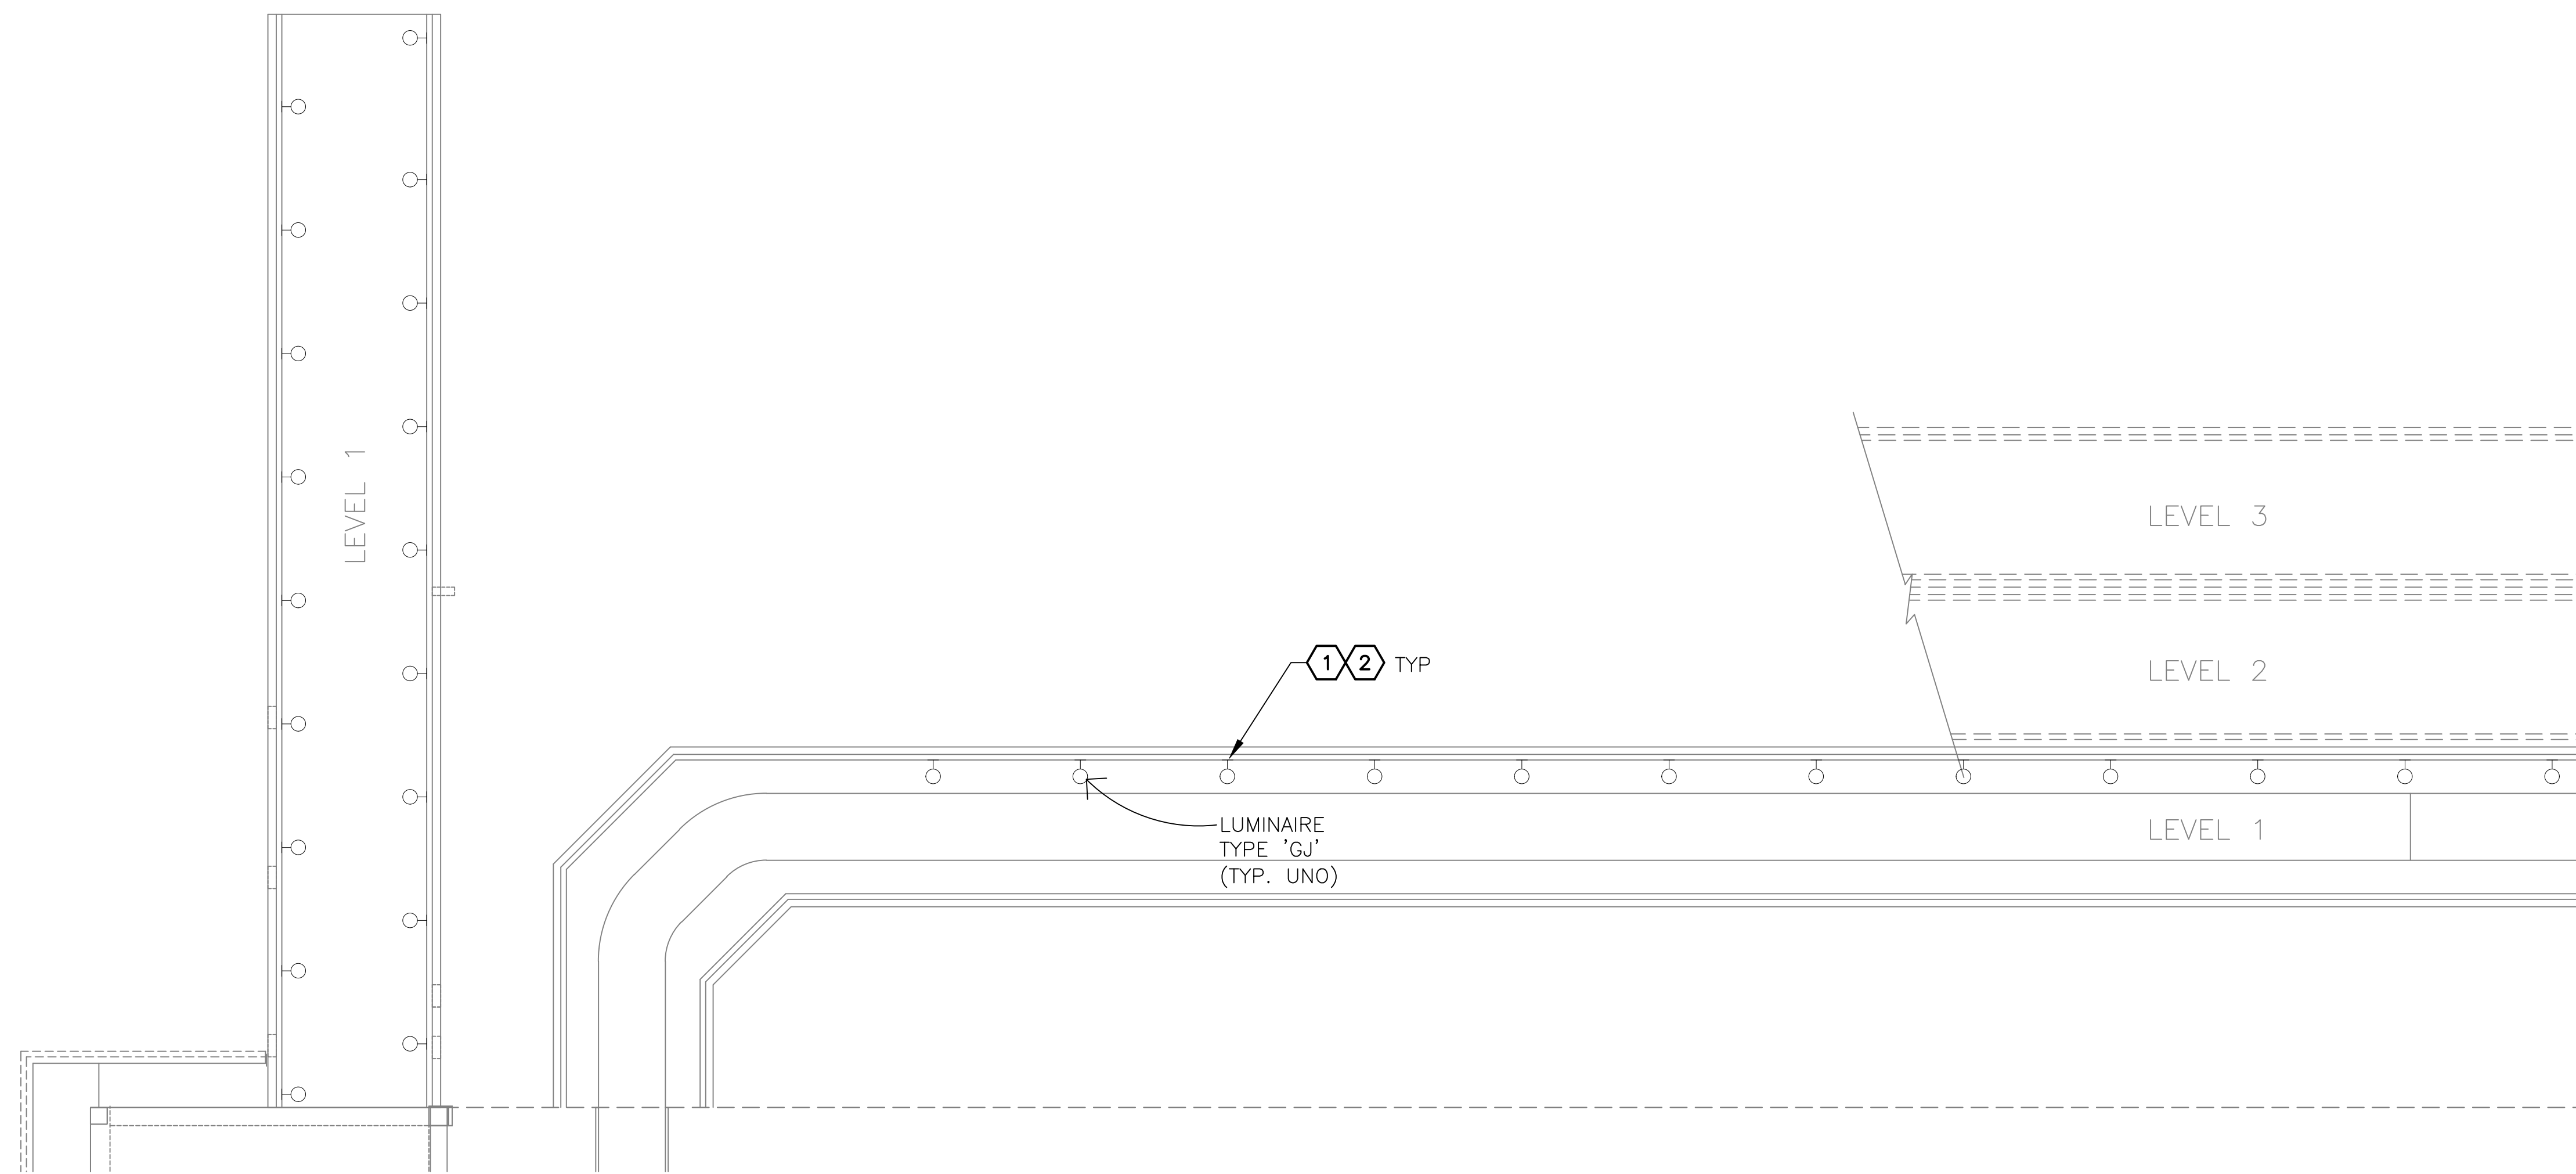 LEVEL 1
LEVEL 3
1 2 TYP
LEVEL 2
LUMINAIRE
TYPE 'GJ'
(TYP. UNO)
LEVEL 1